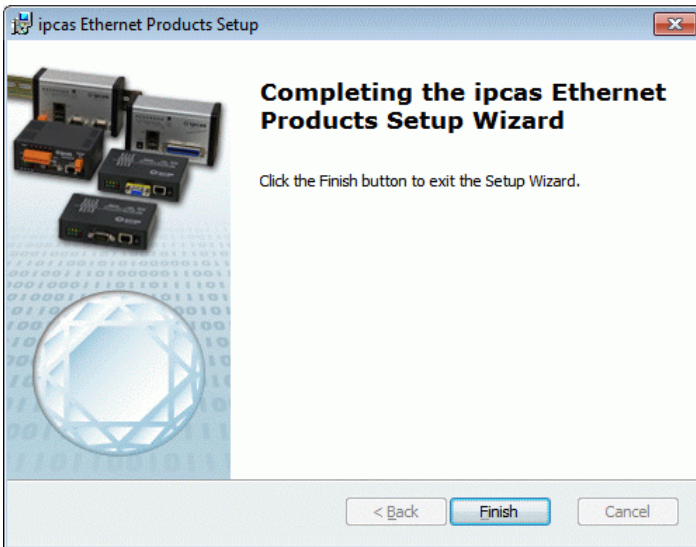 ipcas Ethernet Products Setup
Completing the ipcas Ethernet
Products Setup Wizard
Click the Finish button to exit the Setup Wizard.
< Back
Finish
Cancel